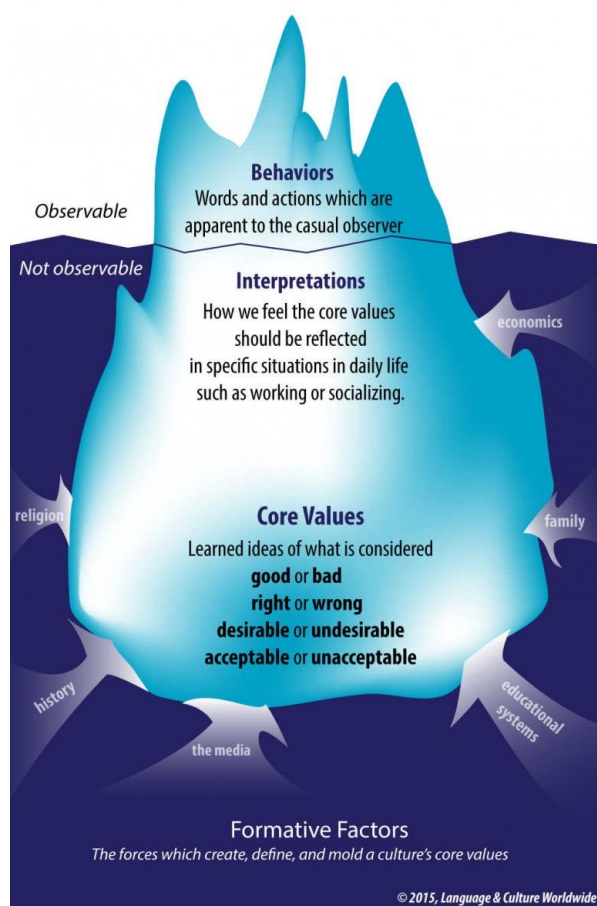 Behaviors
Words and actions which are
apparent to the casual observer
Observable
Not observable
Interpretations
How we feel the core values
should be reflected
in specific situations in daily life
such as working or socializing.
economics
religion
family
Core Values
Learned ideas of what is considered
good or bad
right or wrong
desirable or undesirable
acceptable or unacceptable
history
the media
educational
systems
Formative Factors
The forces which create, define, and mold a culture's core values
© 2015, Language & Culture Worldwide